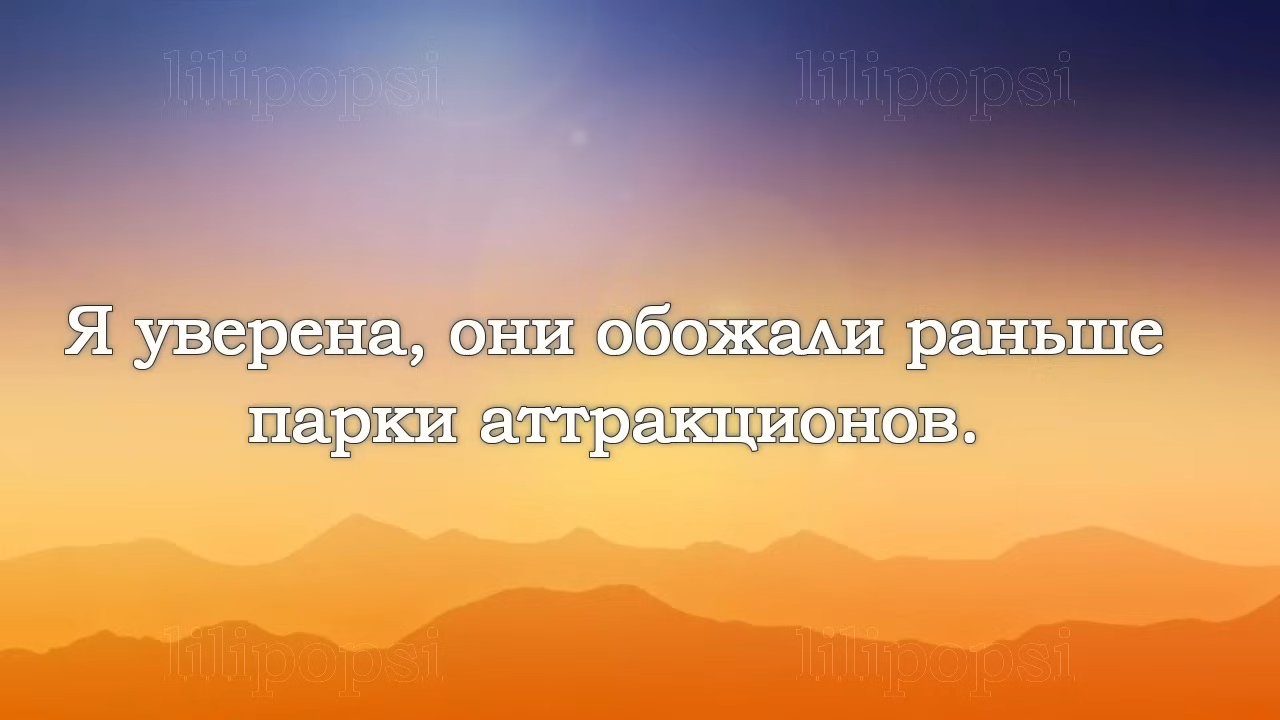 lilipopsi lilipopsi
Я уверена, они обожали раньше
парки аттракционов.
lilipopsi lilipopsi